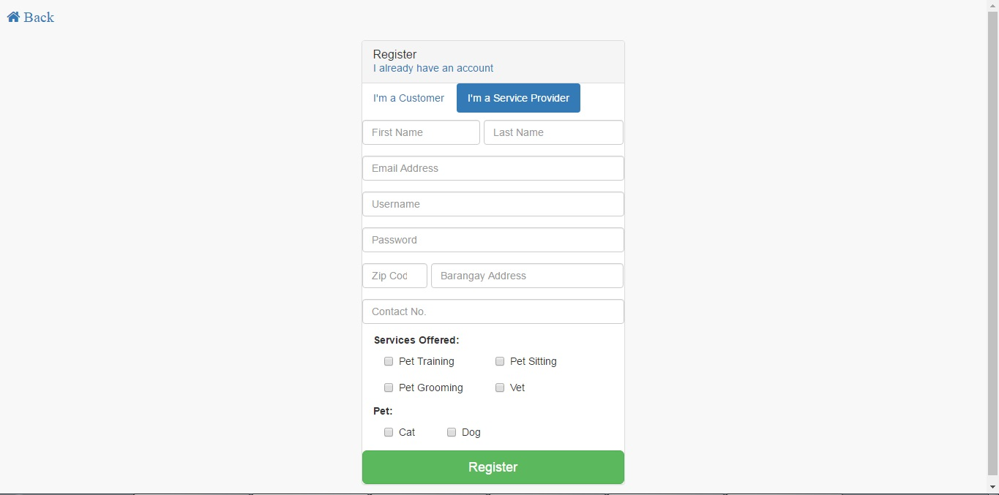 Back
Register
I already have an account
I'm a Customer I'm a Service Provider
First Name Last Name
Email Address
Username
Password
Zip Cod Barangay Address
Contact No.
Services Offered:
Pet Training Pet Sitting
Pet Grooming Vet
Pet:
Cat Dog
Register